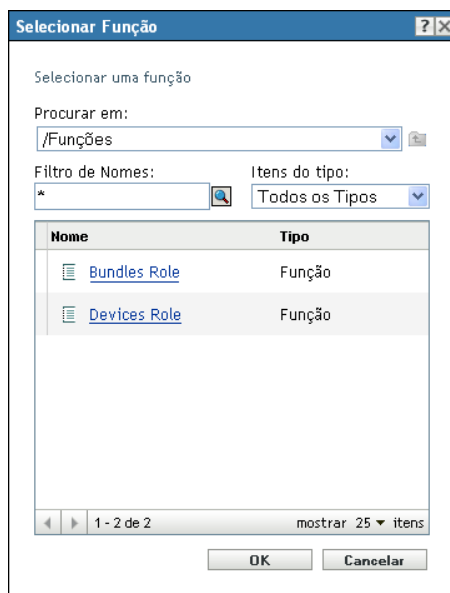 Selecionar Função
Selecionar uma função
Procurar em:
/Funções
Filtro de Nomes: Itens do tipo:
* Todos os Tipos
Nome Tipo
Bundles Role Função
Devices Role Função
1 - 2 de 2 mostrar 25 itens
OK Cancelar